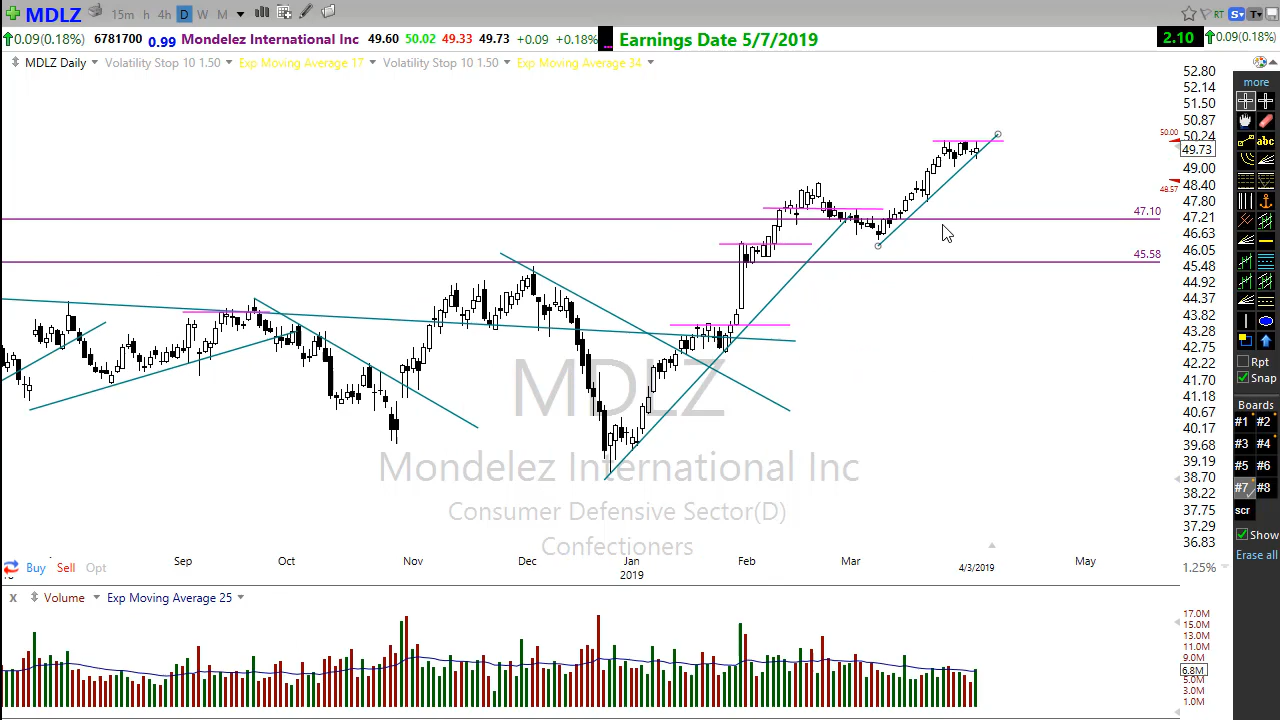 MDLZ 15m h 4h D W M RT S T
0.09(0.18%) 6781700 0.99 Mondelez International Inc 49.60 50.02 49.33 49.73 +0.09 +0.18% ... Earnings Date 5/7/2019 2.10 0.09(0.18%)
MDLZ Daily Volatility Stop 10 1.50 Exp Moving Average 17 Volatility Stop 10 1.50 Exp Moving Average 34
52.80
52.14
51.50
50.87
50.24
50.00
49.73
49.00
48.40
48.57
47.80
47.10
47.21
46.63
46.05
45.58
45.48
44.92
44.37
43.82
43.28
42.75
42.22
41.70
41.18
40.67
40.17
39.68
39.19
38.70
38.22
37.75
37.29
36.83
MDLZ
Mondelez International Inc
Consumer Defensive Sector(D)
Confectioners
Sep Oct Nov Dec Jan Feb Mar 4/3/2019 May
2019
Buy Sell Opt 1.25%
X Volume Exp Moving Average 25
17.0M
15.0M
13.0M
11.0M
9.0M
6.8M
5.0M
3.0M
1.0M
more
abc
Rpt
Snap
Boards
#1 #2
#3 #4
#5 #6
#7 #8
scr
Show
Erase all